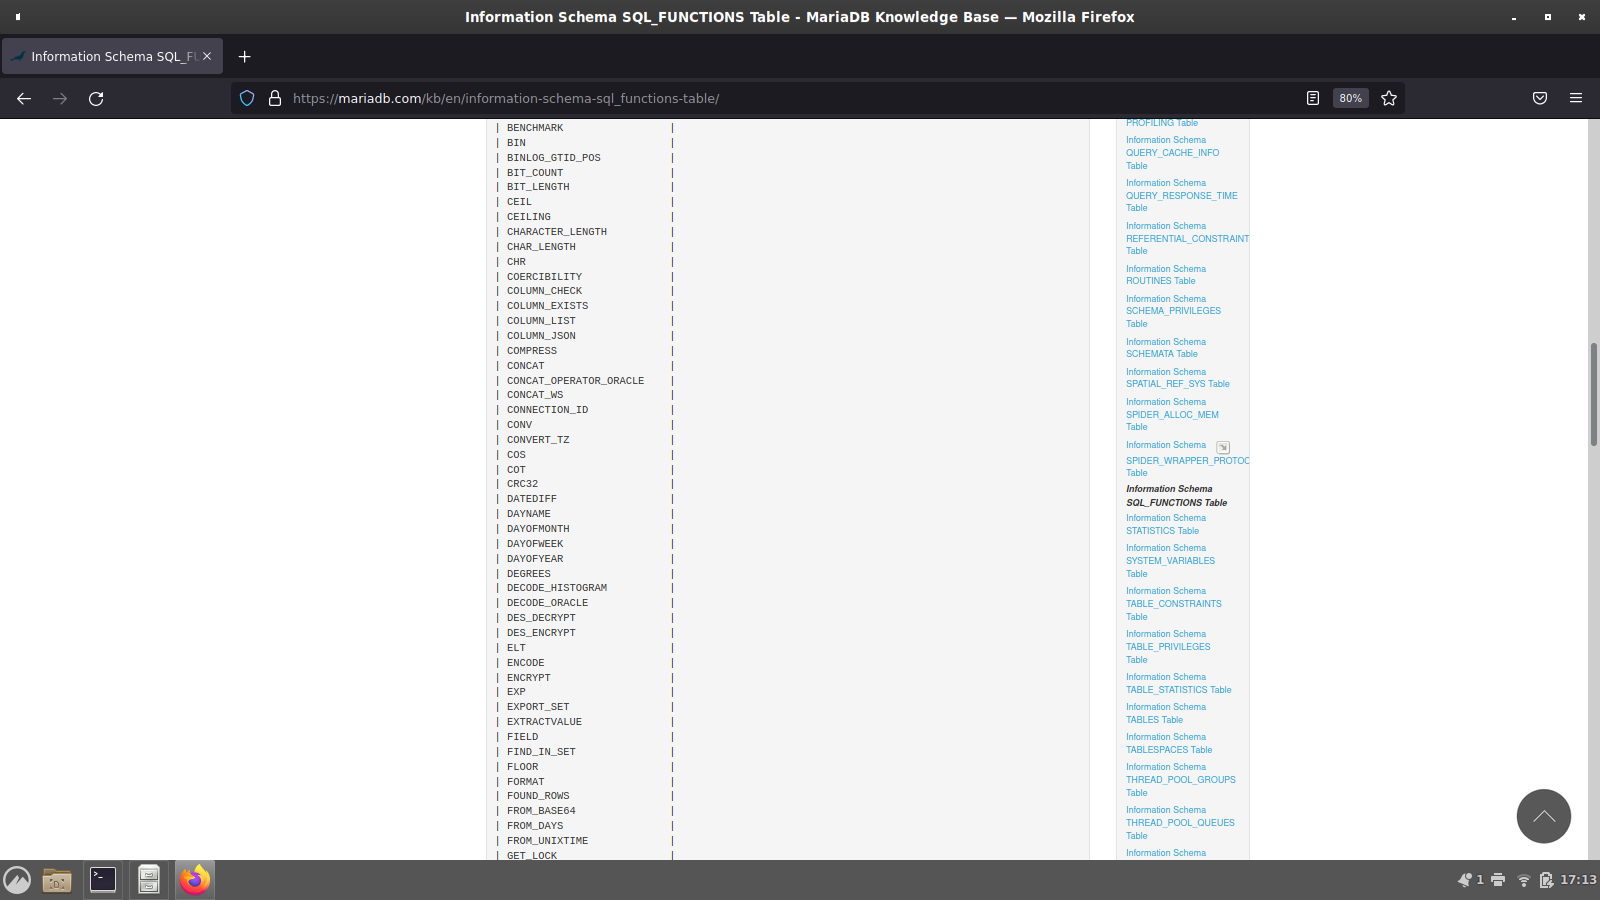 Information Schema SQL_FUNCTIONS Table - MariaDB Knowledge Base — Mozilla Firefox
Information Schema SQL_FU
https://mariadb.com/kb/en/information-schema-sql_functions-table/
80%
| BENCHMARK |
| BIN |
| BINLOG_GTID_POS |
| BIT_COUNT |
| BIT_LENGTH |
| CEIL |
| CEILING |
| CHARACTER_LENGTH |
| CHAR_LENGTH |
| CHR |
| COERCIBILITY |
| COLUMN_CHECK |
| COLUMN_EXISTS |
| COLUMN_LIST |
| COLUMN_JSON |
| COMPRESS |
| CONCAT |
| CONCAT_OPERATOR_ORACLE |
| CONCAT_WS |
| CONNECTION_ID |
| CONV |
| CONVERT_TZ |
| COS |
| COT |
| CRC32 |
| DATEDIFF |
| DAYNAME |
| DAYOFMONTH |
| DAYOFWEEK |
| DAYOFYEAR |
| DEGREES |
| DECODE_HISTOGRAM |
| DECODE_ORACLE |
| DES_DECRYPT |
| DES_ENCRYPT |
| ELT |
| ENCODE |
| ENCRYPT |
| EXP |
| EXPORT_SET |
| EXTRACTVALUE |
| FIELD |
| FIND_IN_SET |
| FLOOR |
| FORMAT |
| FOUND_ROWS |
| FROM_BASE64 |
| FROM_DAYS |
| FROM_UNIXTIME |
| GET_LOCK |
PROFILING Table
Information Schema
QUERY_CACHE_INFO
Table
Information Schema
QUERY_RESPONSE_TIME
Table
Information Schema
REFERENTIAL_CONSTRAINT
Table
Information Schema
ROUTINES Table
Information Schema
SCHEMA_PRIVILEGES
Table
Information Schema
SCHEMATA Table
Information Schema
SPATIAL_REF_SYS Table
Information Schema
SPIDER_ALLOC_MEM
Table
Information Schema
SPIDER_WRAPPER_PROTOC
Table
Information Schema
SQL_FUNCTIONS Table
Information Schema
STATISTICS Table
Information Schema
SYSTEM_VARIABLES
Table
Information Schema
TABLE_CONSTRAINTS
Table
Information Schema
TABLE_PRIVILEGES
Table
Information Schema
TABLE_STATISTICS Table
Information Schema
TABLES Table
Information Schema
TABLESPACES Table
Information Schema
THREAD_POOL_GROUPS
Table
Information Schema
THREAD_POOL_QUEUES
Table
Information Schema
1
17:13